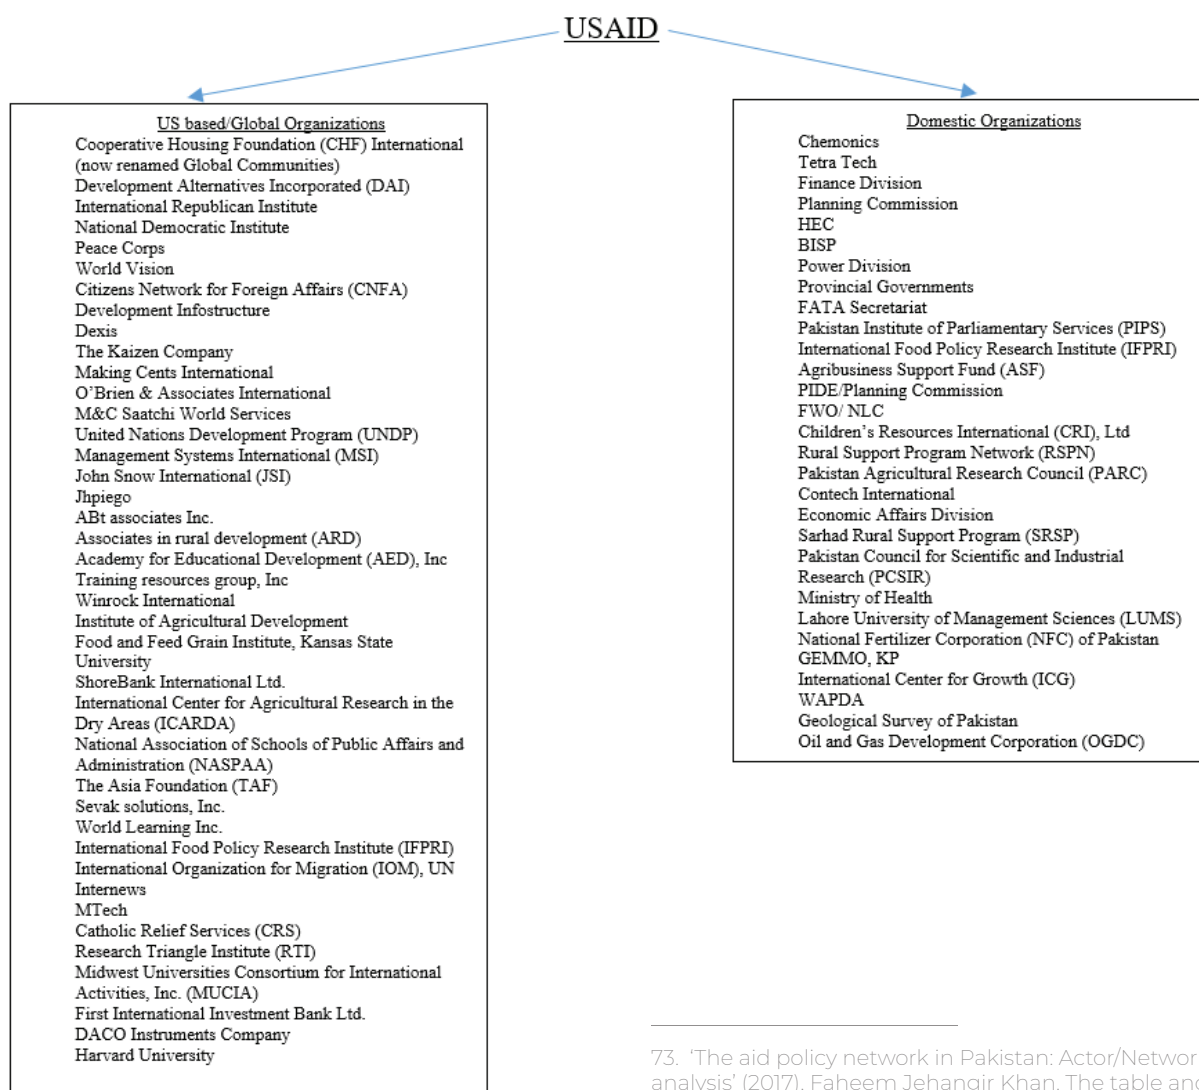 USAID
US based/Global Organizations
Cooperative Housing Foundation (CHF) International
(now renamed Global Communities)
Development Alternatives Incorporated (DAI)
International Republican Institute
National Democratic Institute
Peace Corps
World Vision
Citizens Network for Foreign Affairs (CNFA)
Development Infostructure
Dexis
The Kaizen Company
Making Cents International
O’Brien & Associates International
M&C Saatchi World Services
United Nations Development Program (UNDP)
Management Systems International (MSI)
John Snow International (JSI)
Jhpiego
ABt associates Inc.
Associates in rural development (ARD)
Academy for Educational Development (AED), Inc
Training resources group, Inc
Winrock International
Institute of Agricultural Development
Food and Feed Grain Institute, Kansas State
University
ShoreBank International Ltd.
International Center for Agricultural Research in the
Dry Areas (ICARDA)
National Association of Schools of Public Affairs and
Administration (NASPAA)
The Asia Foundation (TAF)
Sevak solutions, Inc.
World Learning Inc.
International Food Policy Research Institute (IFPRI)
International Organization for Migration (IOM), UN
Internews
MTech
Catholic Relief Services (CRS)
Research Triangle Institute (RTI)
Midwest Universities Consortium for International
Activities, Inc. (MUCIA)
First International Investment Bank Ltd.
DACO Instruments Company
Harvard University
Domestic Organizations
Chemonics
Tetra Tech
Finance Division
Planning Commission
HEC
BISP
Power Division
Provincial Governments
FATA Secretariat
Pakistan Institute of Parliamentary Services (PIPS)
International Food Policy Research Institute (IFPRI)
Agribusiness Support Fund (ASF)
PIDE/Planning Commission
FWO/ NLC
Children’s Resources International (CRI), Ltd
Rural Support Program Network (RSPN)
Pakistan Agricultural Research Council (PARC)
Contech International
Economic Affairs Division
Sarhad Rural Support Program (SRSP)
Pakistan Council for Scientific and Industrial
Research (PCSIR)
Ministry of Health
Lahore University of Management Sciences (LUMS)
National Fertilizer Corporation (NFC) of Pakistan
GEMMO, KP
International Center for Growth (ICG)
WAPDA
Geological Survey of Pakistan
Oil and Gas Development Corporation (OGDC)
73. ‘The aid policy network in Pakistan: Actor/Networ
analysis’ (2017), Faheem Jehangir Khan. The table and